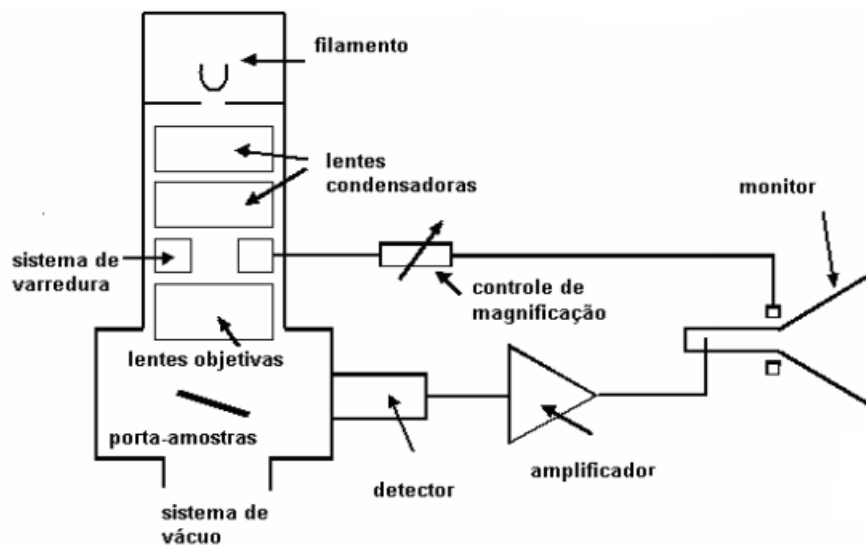 filamento
lentes
condensadoras
monitor
sistema de
varredura
controle de
magnificação
lentes objetivas
porta-amostras
detector
amplificador
sistema de
vácuo